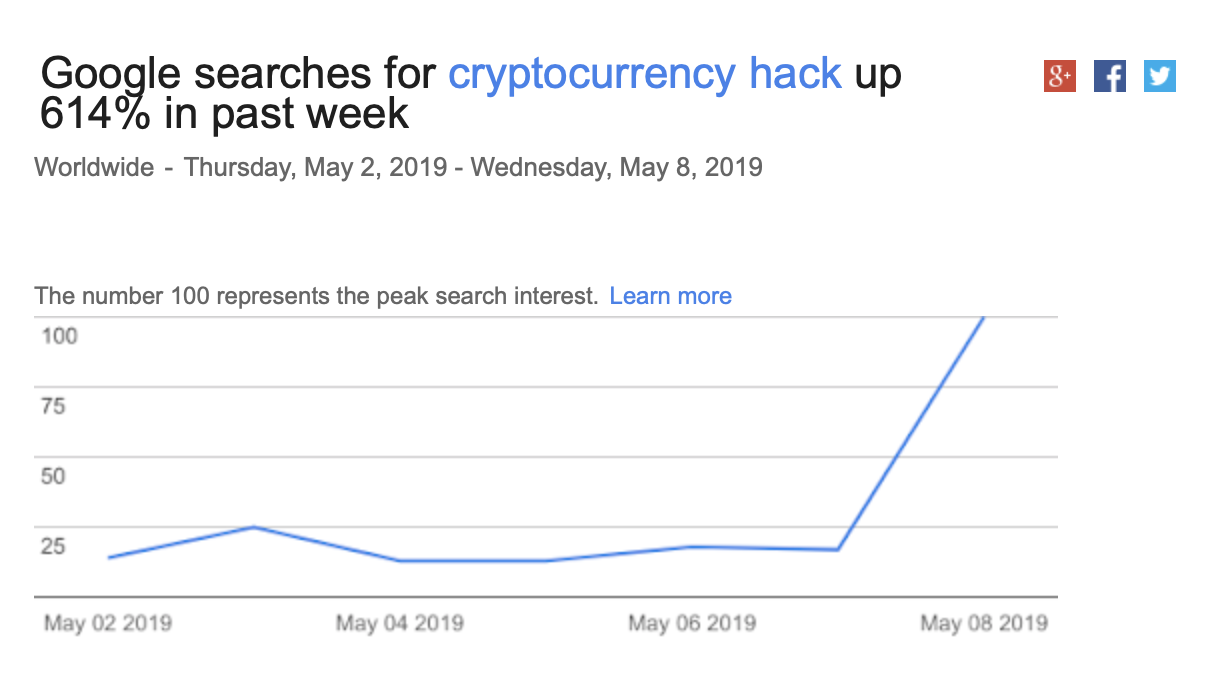 Google searches for cryptocurrency hack up
614% in past week
Worldwide - Thursday, May 2, 2019 - Wednesday, May 8, 2019
The number 100 represents the peak search interest. Learn more
100
75
50
25
May 02 2019 May 04 2019 May 06 2019 May 08 2019